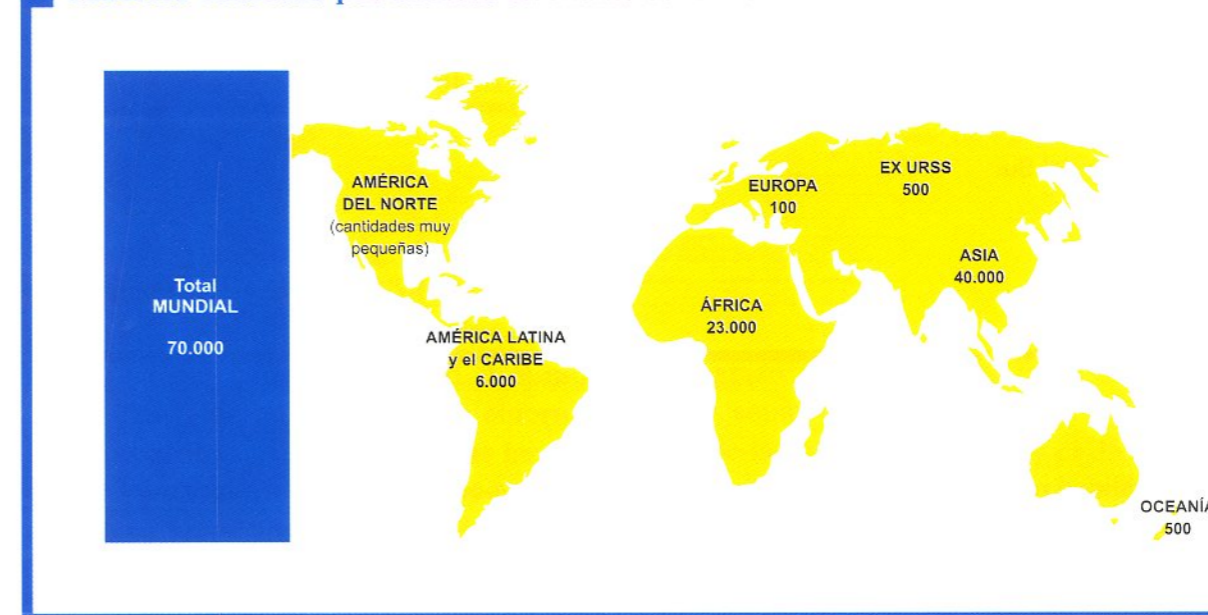 Total
MUNDIAL
70.000
AMÉRICA
DEL NORTE
(cantidades muy
pequeñas)
AMÉRICA LATINA
y el CARIBE
6.000
EUROPA
100
EX URSS
500
ASIA
40.000
ÁFRICA
23.000
OCEANÍA
500